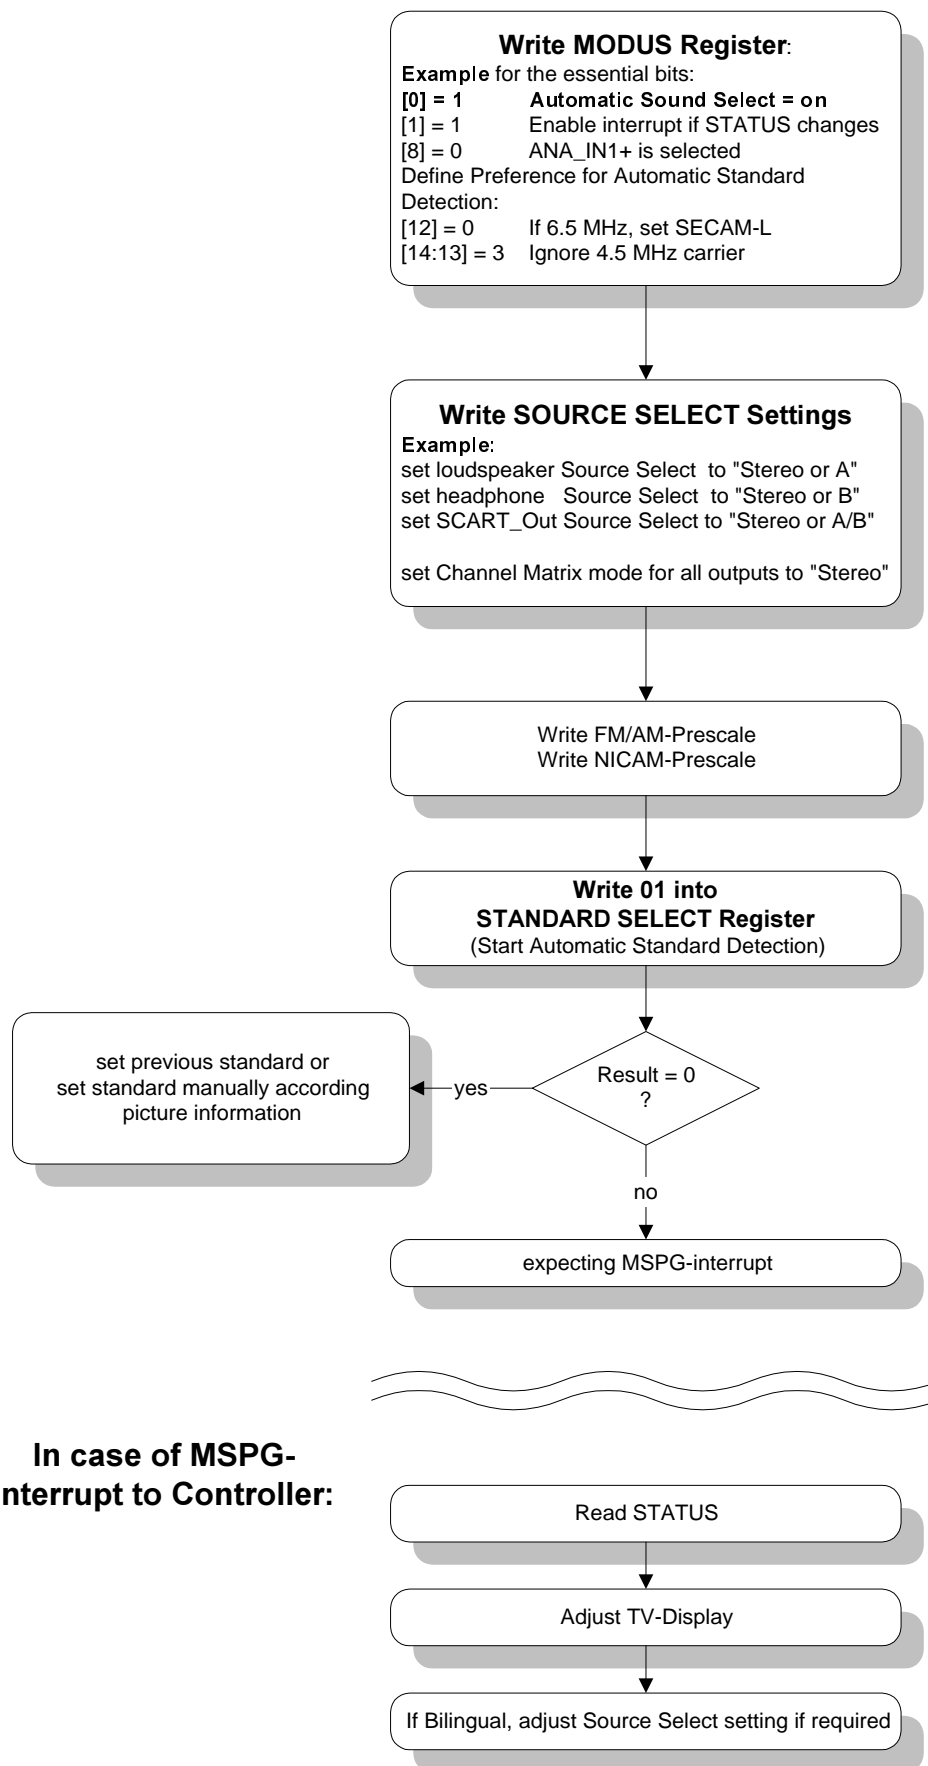 Write MODUS Register:
Example for the essential bits:
[0] = 1 Automatic Sound Select = on
[1] = 1 Enable interrupt if STATUS changes
[8] = 0 ANA_IN1+ is selected
Define Preference for Automatic Standard
Detection:
[12] = 0 If 6.5 MHz, set SECAM-L
[14:13] = 3 Ignore 4.5 MHz carrier
Write SOURCE SELECT Settings
Example:
set loudspeaker Source Select to "Stereo or A"
set headphone Source Select to "Stereo or B"
set SCART_Out Source Select to "Stereo or A/B"
set Channel Matrix mode for all outputs to "Stereo"
Write FM/AM-Prescale
Write NICAM-Prescale
Write 01 into
STANDARD SELECT Register
(Start Automatic Standard Detection)
set previous standard or
set standard manually according
picture information
yes
Result = 0
?
no
expecting MSPG-interrupt
In case of MSPG-
nterrupt to Controller:
Read STATUS
Adjust TV-Display
If Bilingual, adjust Source Select setting if required